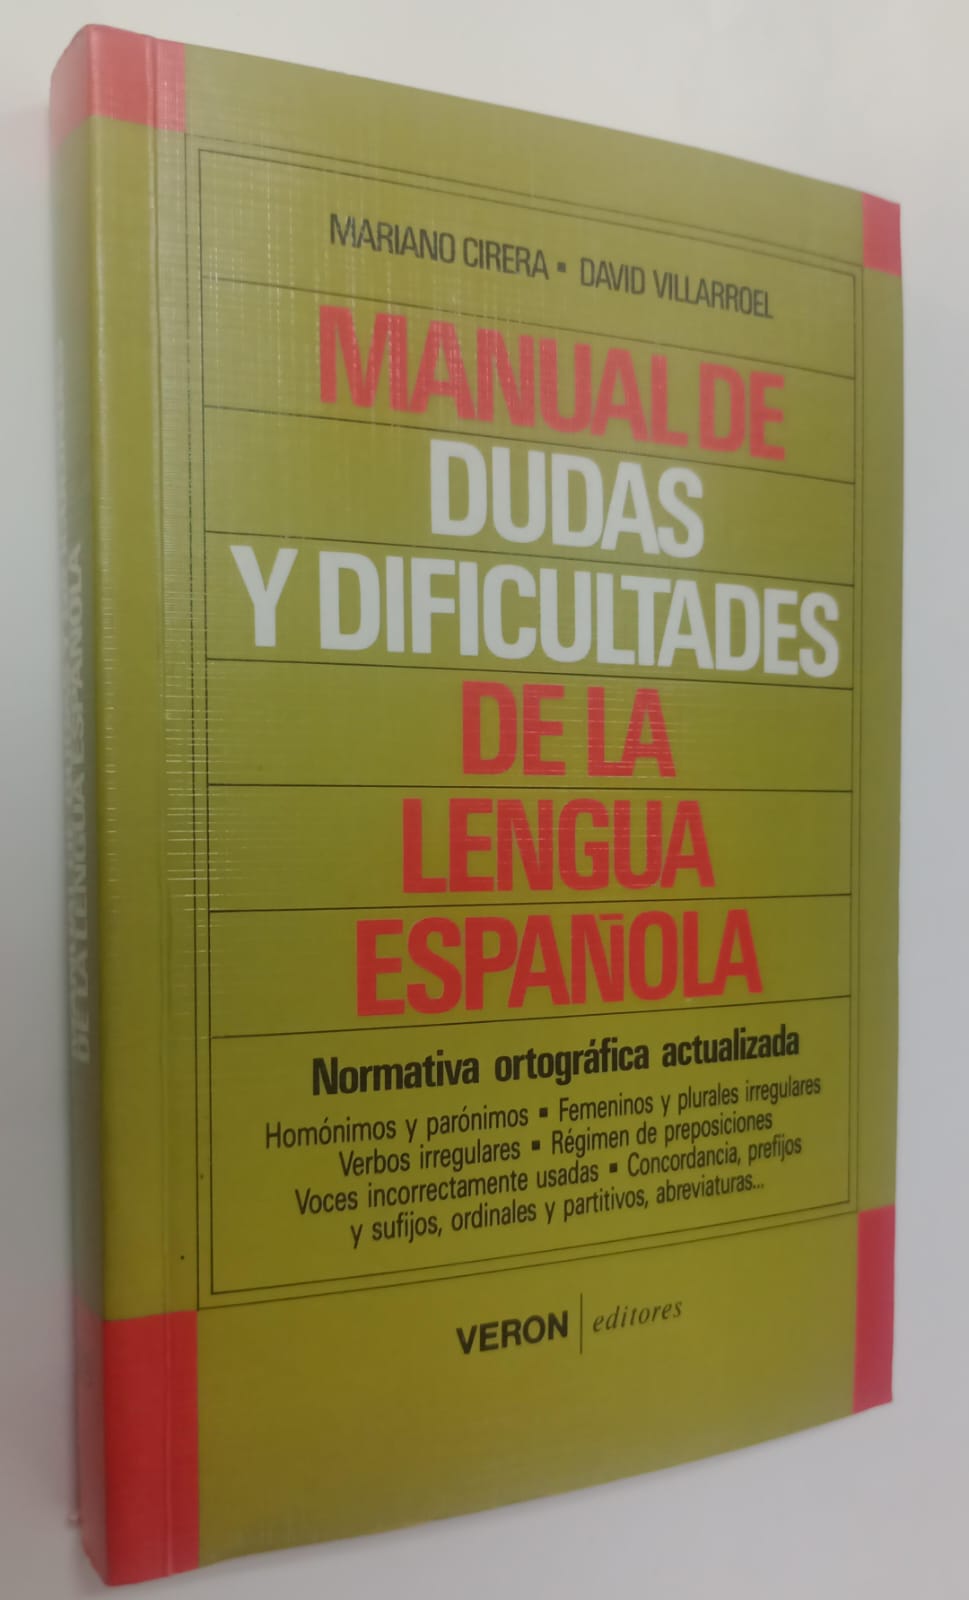 MARIANO CIRERA ▪ DAVID VILLARROEL
MANUAL DE
DUDAS
Y DIFICULTADES
DE LA
LENGUA
ESPAÑOLA
Normativa ortográfica actualizada
Homónimos y parónimos ▪ Femeninos y plurales irregulares
Verbos irregulares ▪ Régimen de preposiciones
Voces incorrectamente usadas ▪ Concordancia, prefijos
y sufijos, ordinales y partitivos, abreviaturas...
VERON editores
DE LA LENGUA ESPAÑOLA